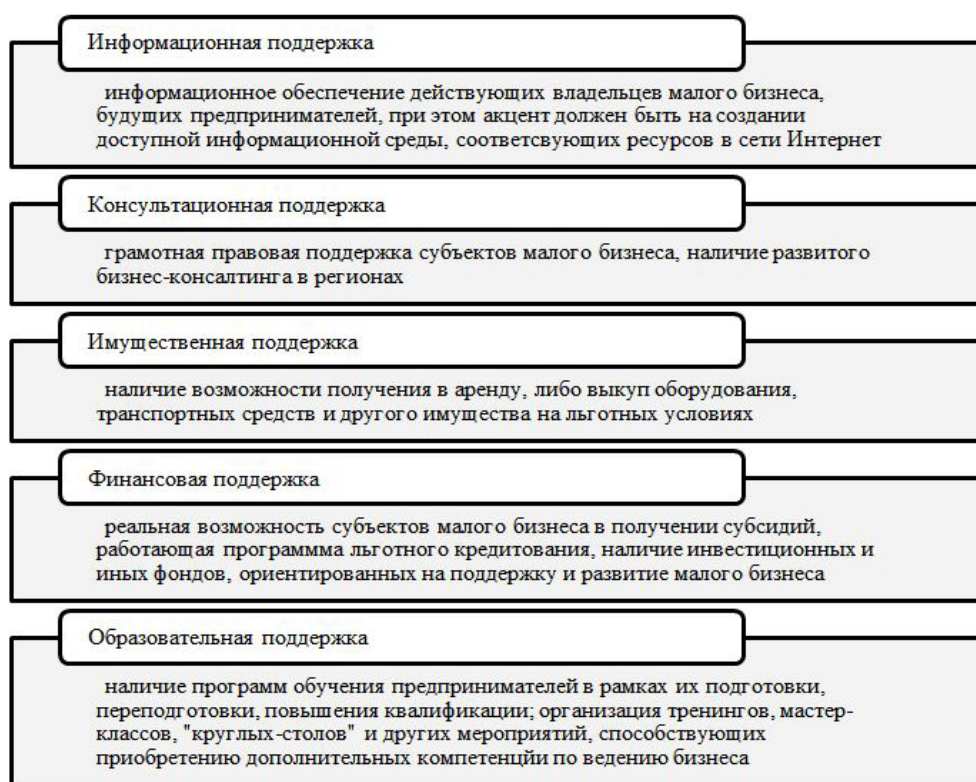 Информационная поддержка
информационное обеспечение действующих владельцев малого бизнеса,
будущих предпринимателей, при этом акцент должен быть на создании
доступной информационной среды, соответсвующих ресурсов в сети Интернет
Консультационная поддержка
грамотная правовая поддержка субъектов малого бизнеса, наличие развитого
бизнес-консалтинга в регионах
Имущественная поддержка
наличие возможности получения в аренду, либо выкуп оборудования,
транспортных средств и другого имущества на льготных условиях
Финансовая поддержка
реальная возможность субъектов малого бизнеса в получении субсидий,
работающая программма льготного кредитования, наличие инвестиционных и
иных фондов, ориентированных на поддержку и развитие малого бизнеса
Образовательная поддержка
наличие программ обучения предпринимателей в рамках их подготовки,
переподготовки, повышения квалификации; организация тренингов, мастер-
классов, "круглых-столов" и других мероприятий, способствующих
приобретению дополнительных компетенцйи по ведению бизнеса